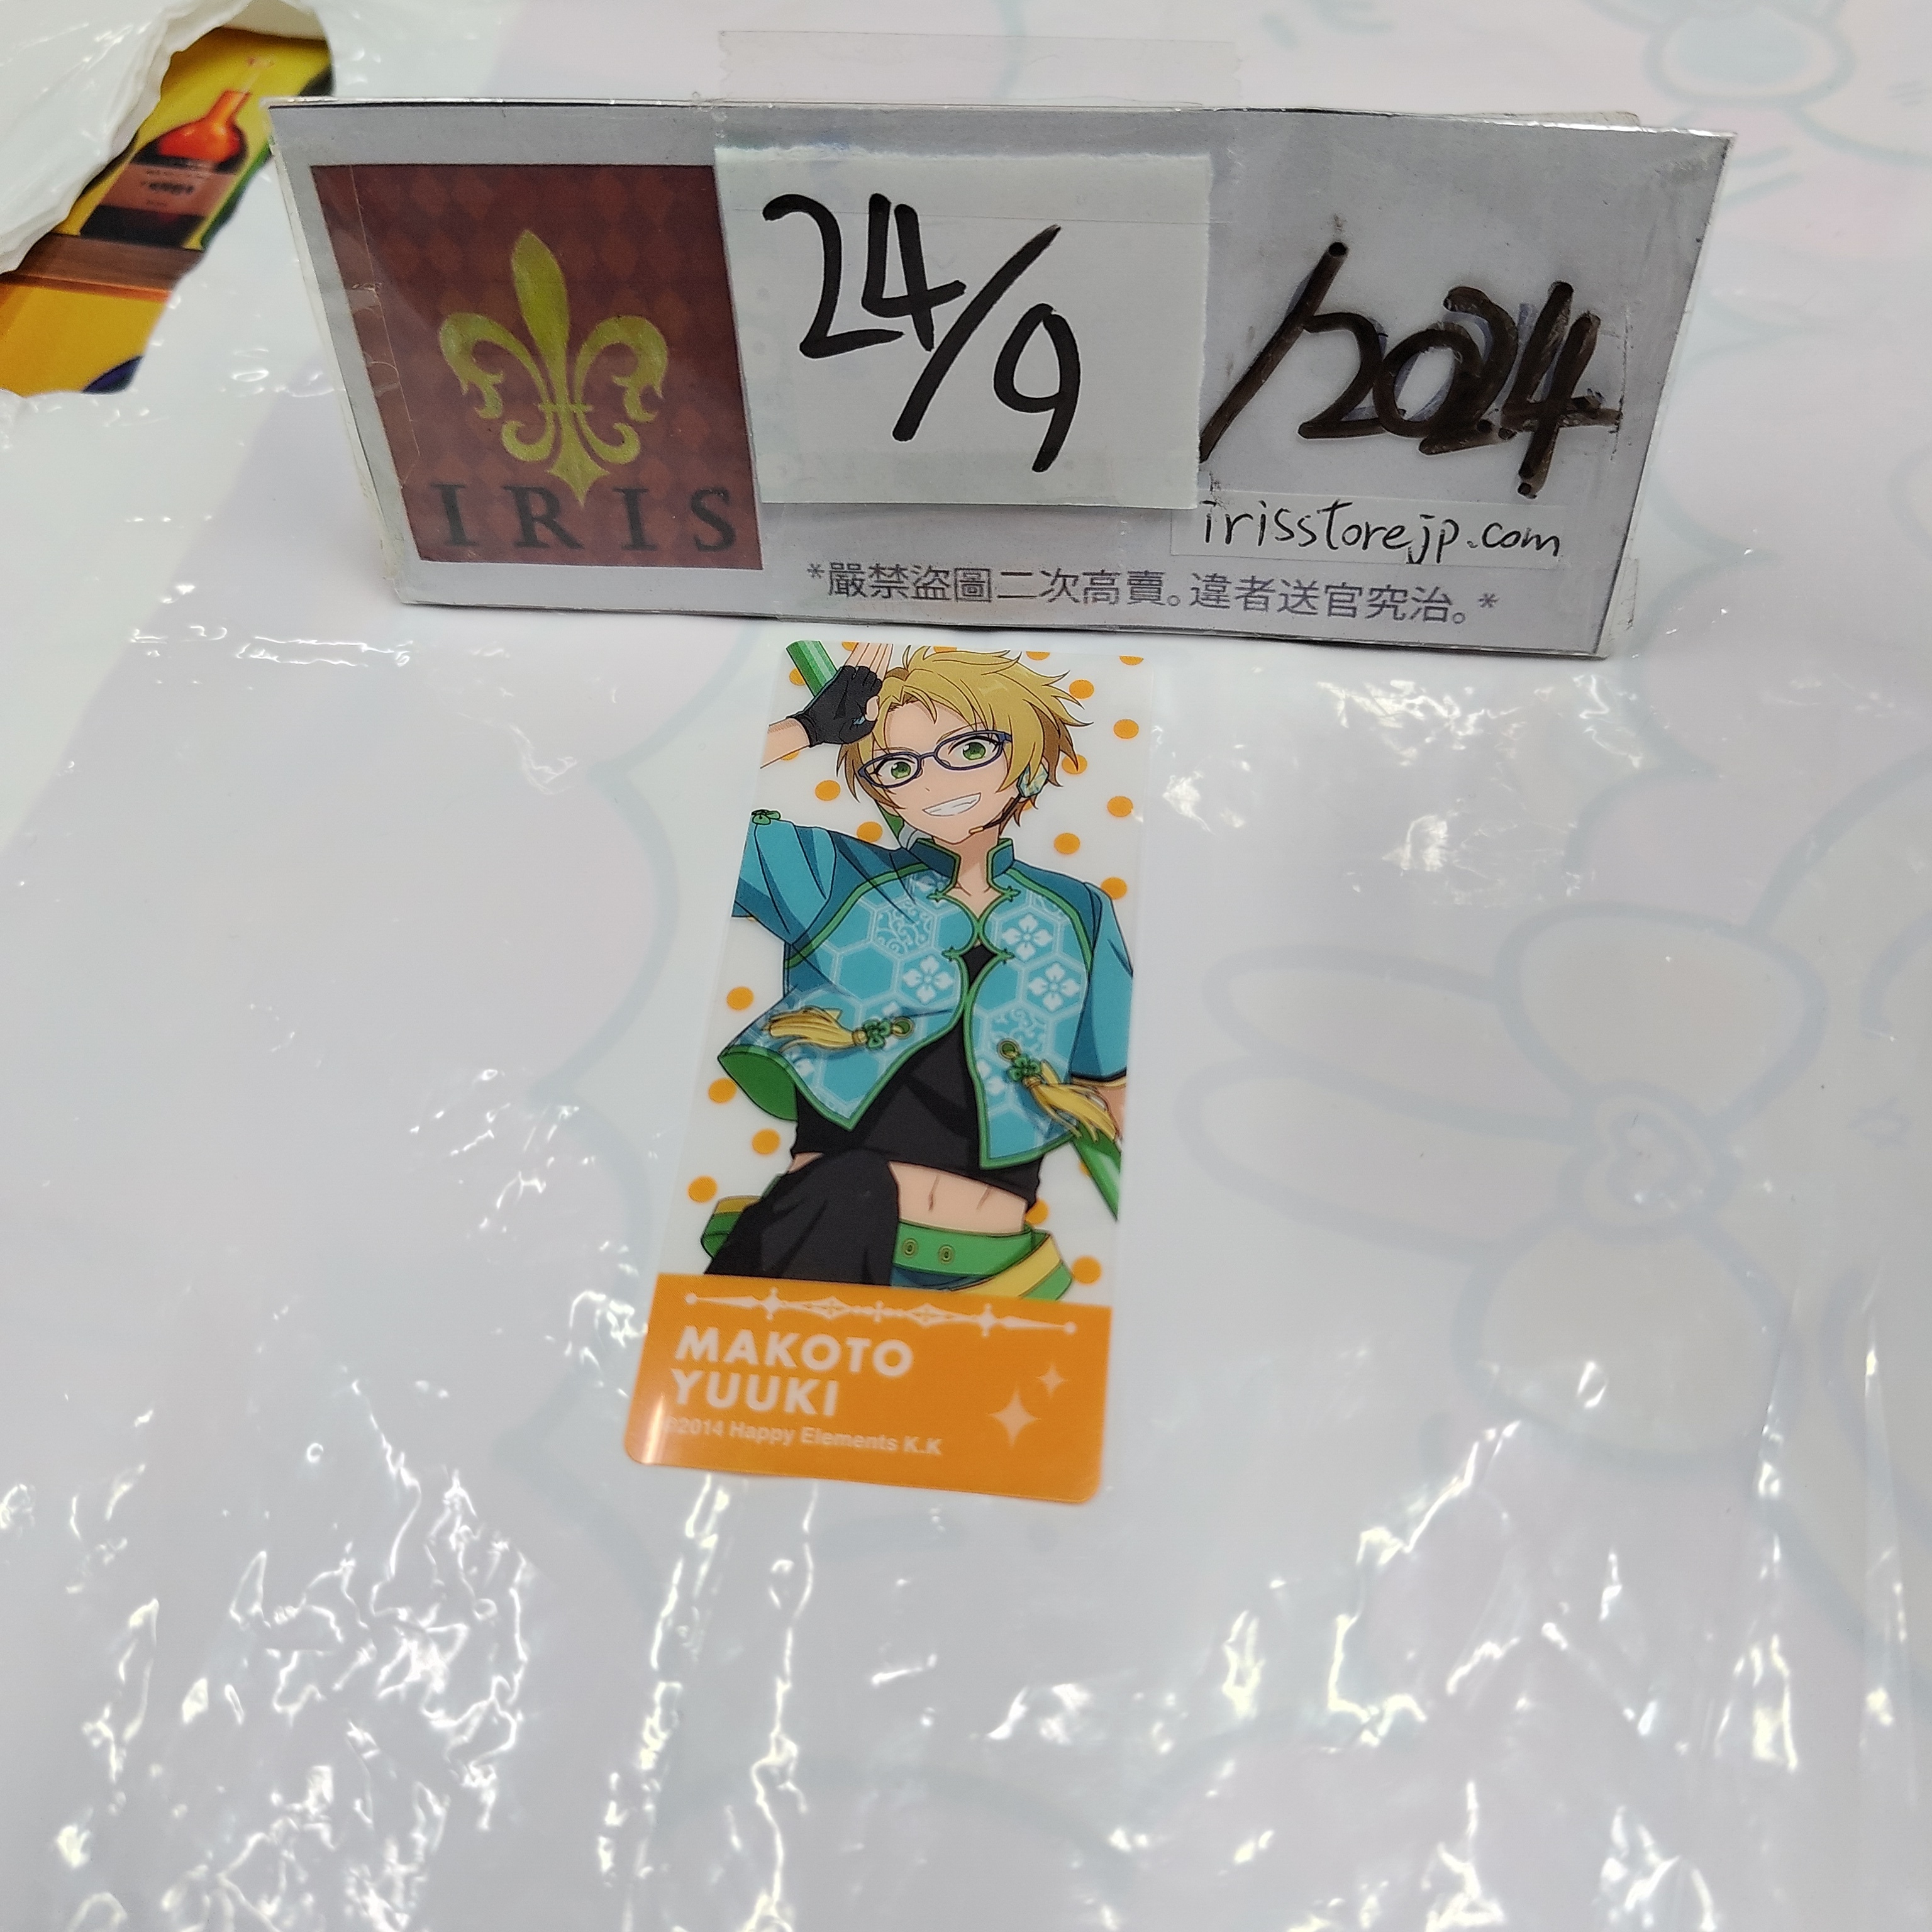 IRIS
24/9
/2024
irisstorejp.com
*嚴禁盜圖二次高賣。違者送官究治。*
MAKOTO
YUUKI
©2014 Happy Elements K.K